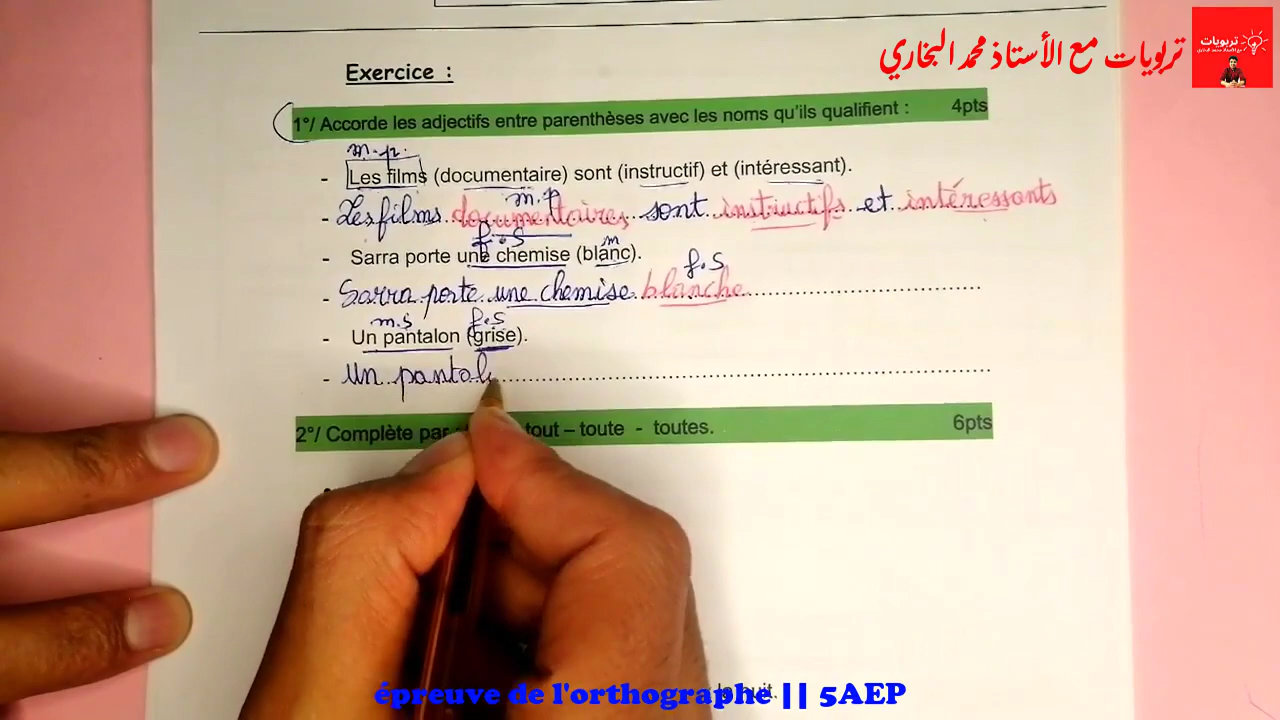 تربويات مع الأستاذ محمد البخاري
تربويات
Exercice :
1°/ Accorde les adjectifs entre parenthèses avec les noms qu'ils qualifient : 4pts
m.p.
- Les films (documentaire) sont (instructif) et (intéressant).
m.p
- Les films documentaires sont instructifs et intéressants
f.s m
- Sarra porte une chemise (blanc).
f.s
- Sarra porte une chemise blanche
m.s f.s
- Un pantalon (grise).
- Un pantal
2°/ Complète par tout – toute - toutes. 6pts
nuit.
épreuve de l'orthographe || 5AEP